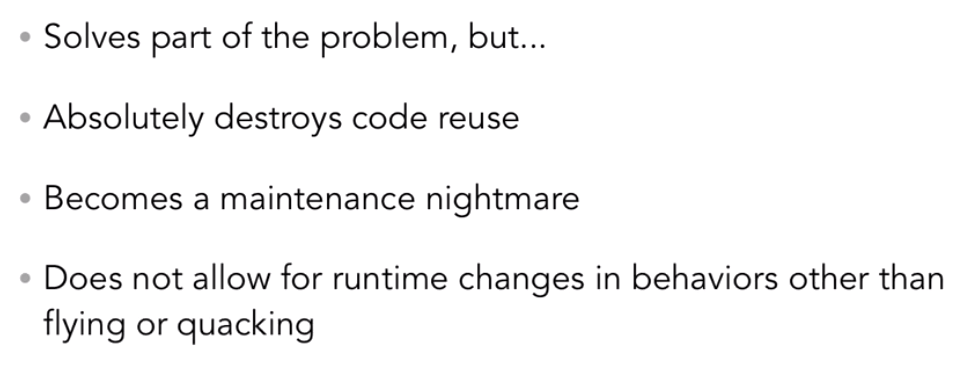 • Solves part of the problem, but...
• Absolutely destroys code reuse
• Becomes a maintenance nightmare
• Does not allow for runtime changes in behaviors other than
flying or quacking